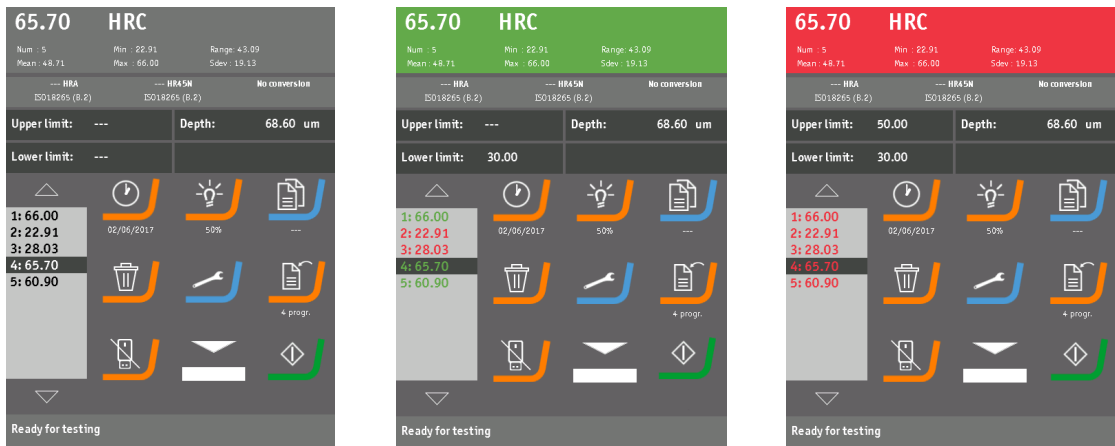 65.70 HRC
Num : 5 Min : 22.91 Range: 43.09
Mean : 48.71 Max : 66.00 Sdev : 19.13
--- HRA --- HR45N No conversion
ISO18265 (B.2) ISO18265 (B.2)
Upper limit: --- Depth: 68.60 um
Lower limit: ---
1: 66.00
2: 22.91
3: 28.03
4: 65.70
5: 60.90
02/06/2017 50% ---
4 progr.
Ready for testing
65.70 HRC
Num : 5 Min : 22.91 Range: 43.09
Mean : 48.71 Max : 66.00 Sdev : 19.13
--- HRA --- HR45N No conversion
ISO18265 (B.2) ISO18265 (B.2)
Upper limit: --- Depth: 68.60 um
Lower limit: 30.00
1: 66.00
2: 22.91
3: 28.03
4: 65.70
5: 60.90
02/06/2017 50% ---
4 progr.
Ready for testing
65.70 HRC
Num : 5 Min : 22.91 Range: 43.09
Mean : 48.71 Max : 66.00 Sdev : 19.13
--- HRA --- HR45N No conversion
ISO18265 (B.2) ISO18265 (B.2)
Upper limit: 50.00 Depth: 68.60 um
Lower limit: 30.00
1: 66.00
2: 22.91
3: 28.03
4: 65.70
5: 60.90
02/06/2017 50% ---
4 progr.
Ready for testing